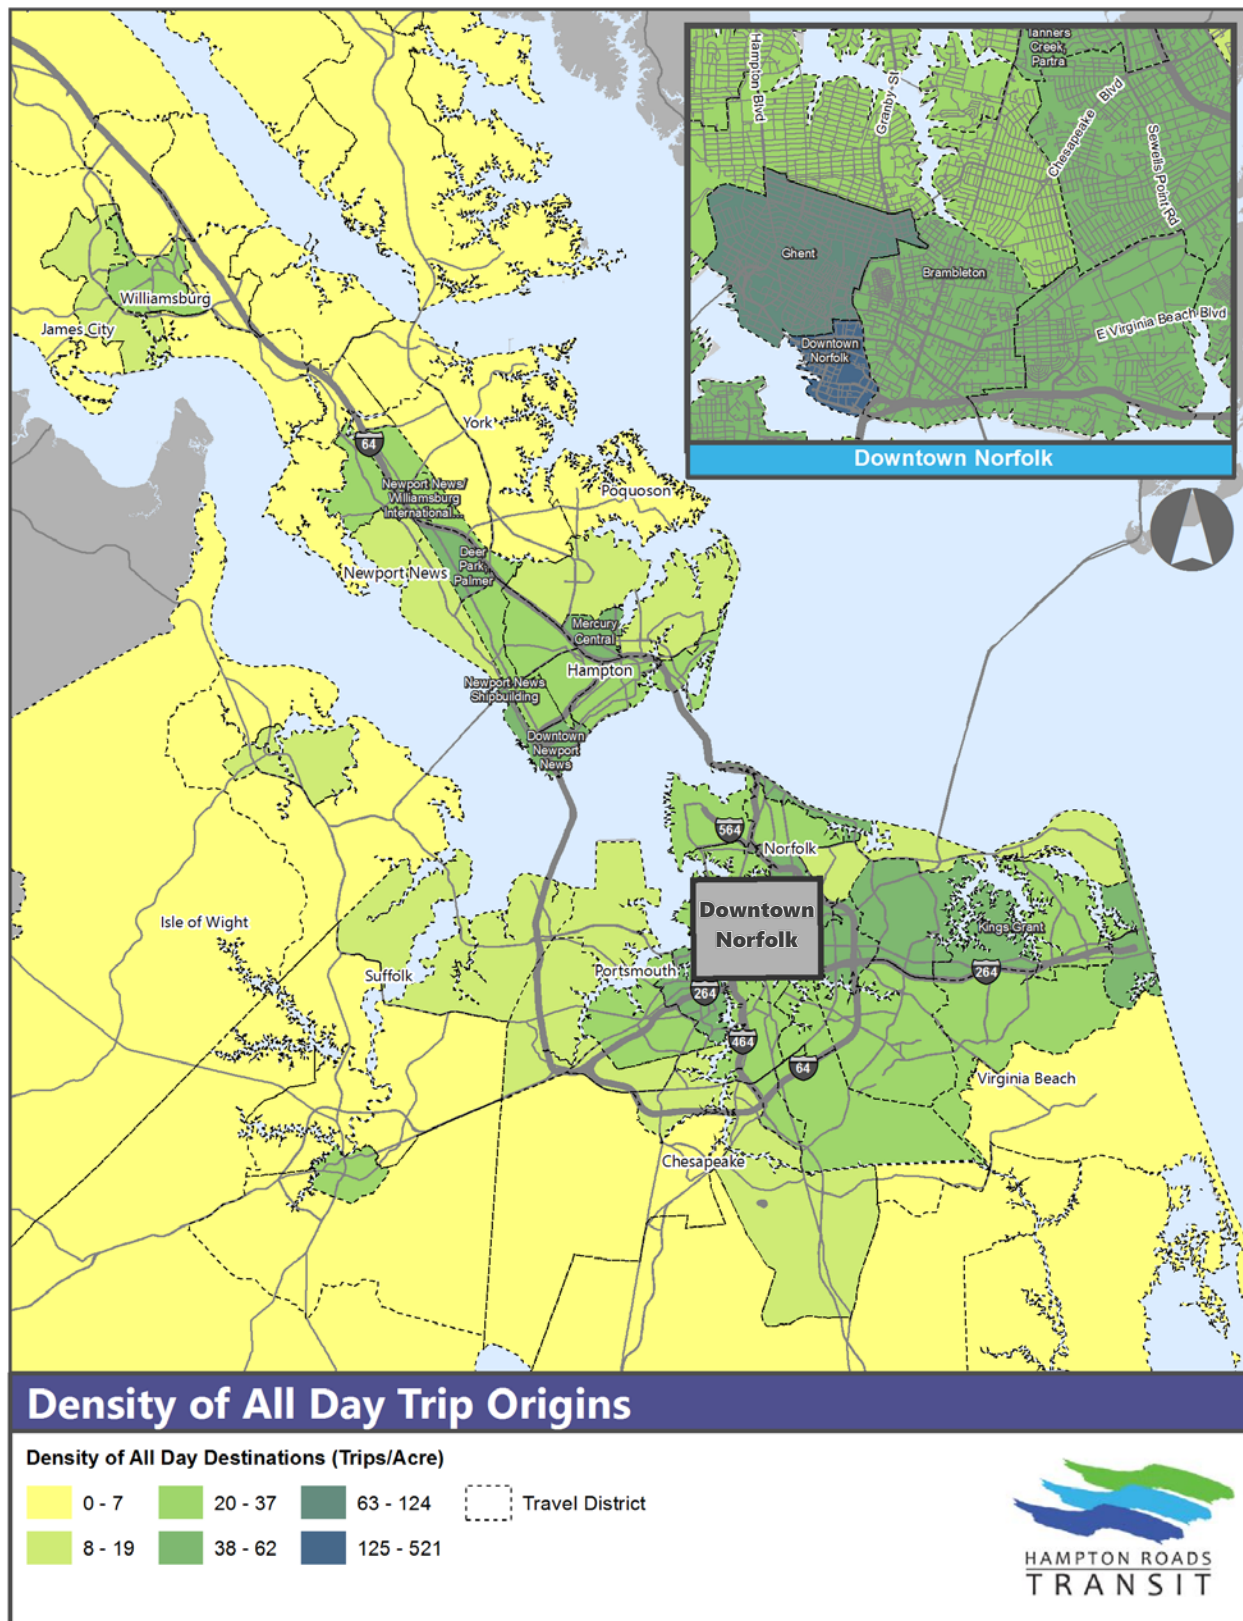 Tanners
Creek,
Partra
Hampton Blvd
Granby St
Chesapeake Blvd
Sewells Point Rd
Ghent
Brambleton
E Virginia Beach Blvd
Downtown
Norfolk
Downtown Norfolk
Williamsburg
James City
64
York
Newport News/
Williamsburg
International...
Poquoson
Deer
Park,
Palmer
Newport News
Mercury
Central
Hampton
Newport News
Shipbuilding
Downtown
Newport
News
564
Norfolk
Downtown
Norfolk
Isle of Wight
Kings Grant
Suffolk
Portsmouth
264
264
464
64
Virginia Beach
Chesapeake
Density of All Day Trip Origins
Density of All Day Destinations (Trips/Acre)
0 - 7
20 - 37
63 - 124
Travel District
8 - 19
38 - 62
125 - 521
HAMPTON ROADS
TRANSIT